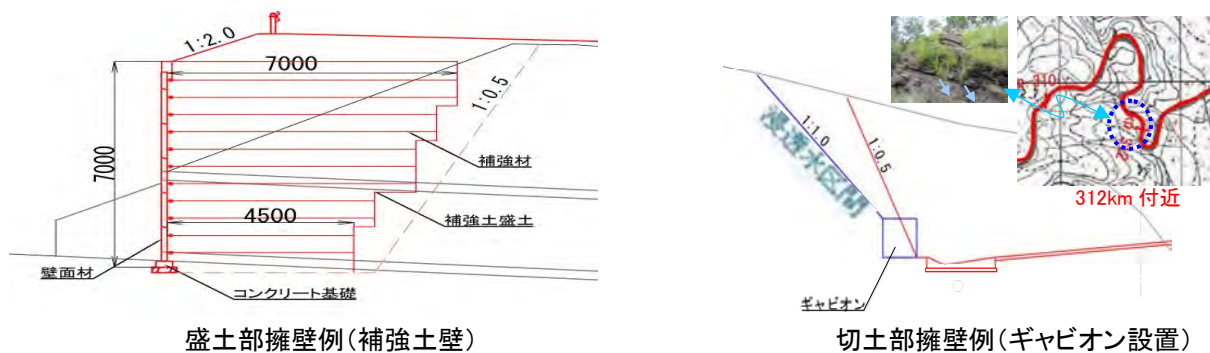 1:2.0
7000
1:0.5
7000
補強材
4500
補強土盛土
壁面材
コンクリート基礎
盛土部擁壁例(補強土壁)
310
312km 付近
1:1.0
1:0.5
浸透水区間
ギャビオン
切土部擁壁例(ギャビオン設置)